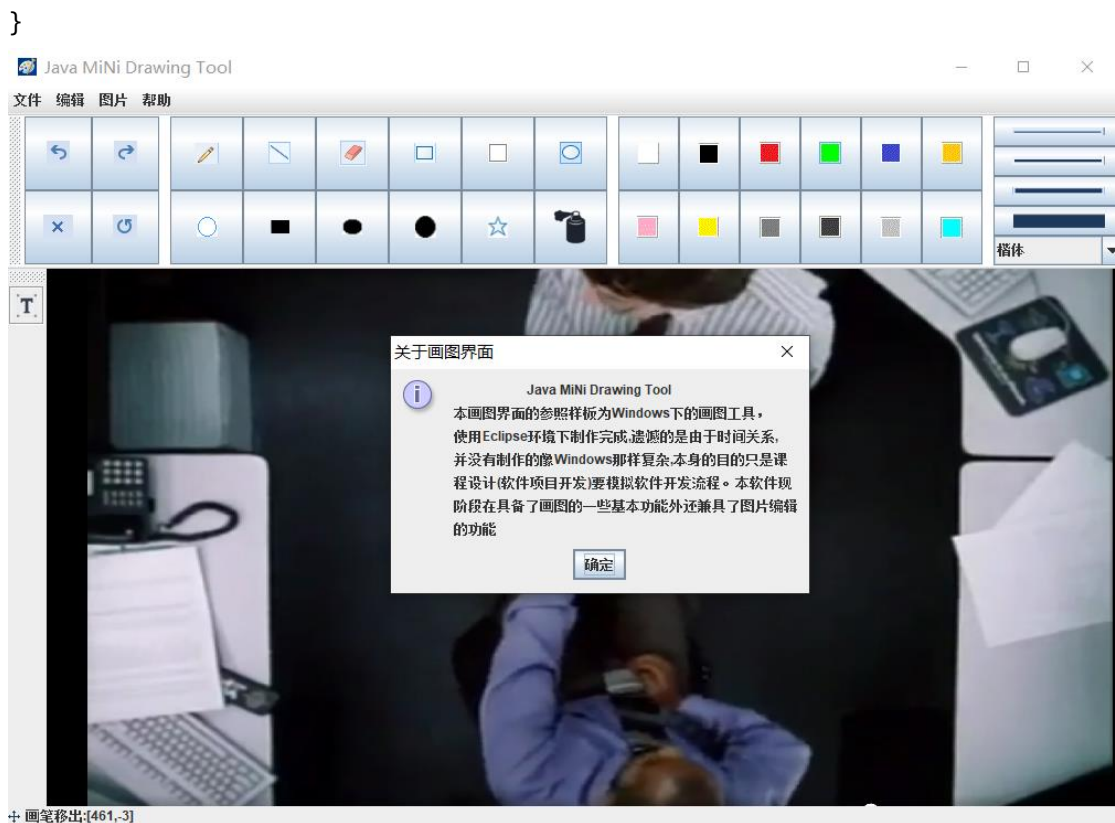 }
Java MiNi Drawing Tool
文件 编辑 图片 帮助
楷体
T
关于画图界面
Java MiNi Drawing Tool
本画图界面的参照样板为Windows下的画图工具，
使用Eclipse环境下制作完成,遗憾的是由于时间关系,
并没有制作的像Windows那样复杂,本身的目的只是课
程设计(软件项目开发)要模拟软件开发流程。本软件现
阶段在具备了画图的一些基本功能外还兼具了图片编辑
的功能
确定
画笔移出:[461,-3]